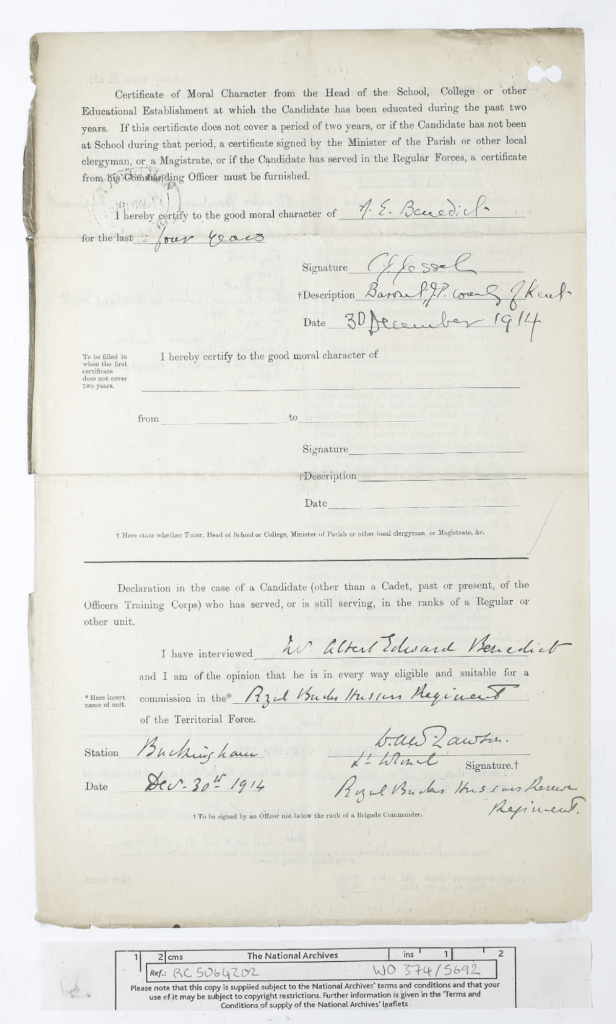 Certificate of Moral Character from the Head of the School, College or other
Educational Establishment at which the Candidate has been educated during the past two
years. If this certificate does not cover a period of two years, or if the Candidate has not been
at School during that period, a certificate signed by the Minister of the Parish or other local
clergyman, or a Magistrate, or if the Candidate has served in the Regular Forces, a certificate
from his Commanding Officer must be furnished.
I hereby certify to the good moral character of A. E. Benedict
for the last four years
Signature C J Jessel
†Description Baronet J.P. County of Kent
Date 30 December 1914
To be filled in
when the first
certificate
does not cover
two years.
I hereby certify to the good moral character of
from to
Signature
†Description
Date
† Here state whether Tutor, Head of School or College, Minister of Parish or other local clergyman, or Magistrate, &c.
Declaration in the case of a Candidate (other than a Cadet, past or present, of the
Officers Training Corps) who has served, or is still serving, in the ranks of a Regular or
other unit.
I have interviewed Mr Albert Edward Benedict
and I am of the opinion that he is in every way eligible and suitable for a
* Here insert
name of unit.
commission in the* Royal Bucks Hussars Regiment
of the Territorial Force.
Station Buckingham
Lawson.
Lt Colonel Signature.†
Date Dec. 30th 1914
Royal Bucks Hussars Reserve
Regiment.
† To be signed by an Officer not below the rank of a Brigade Commander.
1 2 cms The National Archives ins 1 2
Ref.: RC5064202 WO 374/5692
Please note that this copy is supplied subject to the National Archives' terms and conditions and that your
use of it may be subject to copyright restrictions. Further information is given in the 'Terms and
Conditions of supply of the National Archives' leaflets